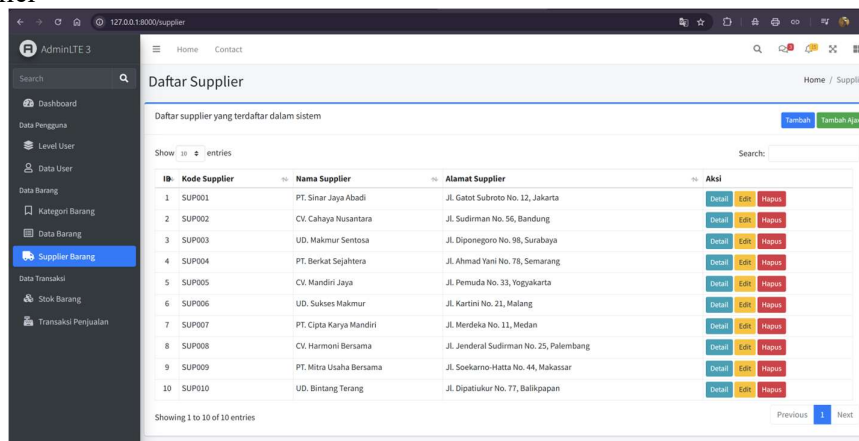 127.0.0.1:8000/supplier
AdminLTE 3
Home Contact
Search
Daftar Supplier
Home /
Dashboard
Data Pengguna
Daftar supplier yang terdaftar dalam sistem
Tambah Tambah
Level User
Data User
Show 10 entries
Search:
Data Barang
ID Kode Supplier Nama Supplier Alamat Supplier Aksi
Kategori Barang
Data Barang
Supplier Barang
Data Transaksi
Stok Barang
Transaksi Penjualan
1 SUP001 PT. Sinar Jaya Abadi Jl. Gatot Subroto No. 12, Jakarta Detail Edit Hapus
2 SUP002 CV. Cahaya Nusantara Jl. Sudirman No. 56, Bandung Detail Edit Hapus
3 SUP003 UD. Makmur Sentosa Jl. Diponegoro No. 98, Surabaya Detail Edit Hapus
4 SUP004 PT. Berkat Sejahtera Jl. Ahmad Yani No. 78, Semarang Detail Edit Hapus
5 SUP005 CV. Mandiri Jaya Jl. Pemuda No. 33, Yogyakarta Detail Edit Hapus
6 SUP006 UD. Sukses Makmur Jl. Kartini No. 21, Malang Detail Edit Hapus
7 SUP007 PT. Cipta Karya Mandiri Jl. Merdeka No. 11, Medan Detail Edit Hapus
8 SUP008 CV. Harmoni Bersama Jl. Jenderal Sudirman No. 25, Palembang Detail Edit Hapus
9 SUP009 PT. Mitra Usaha Bersama Jl. Soekarno-Hatta No. 44, Makassar Detail Edit Hapus
10 SUP010 UD. Bintang Terang Jl. Dipatiukur No. 77, Balikpapan Detail Edit Hapus
Showing 1 to 10 of 10 entries
Previous 1 Next